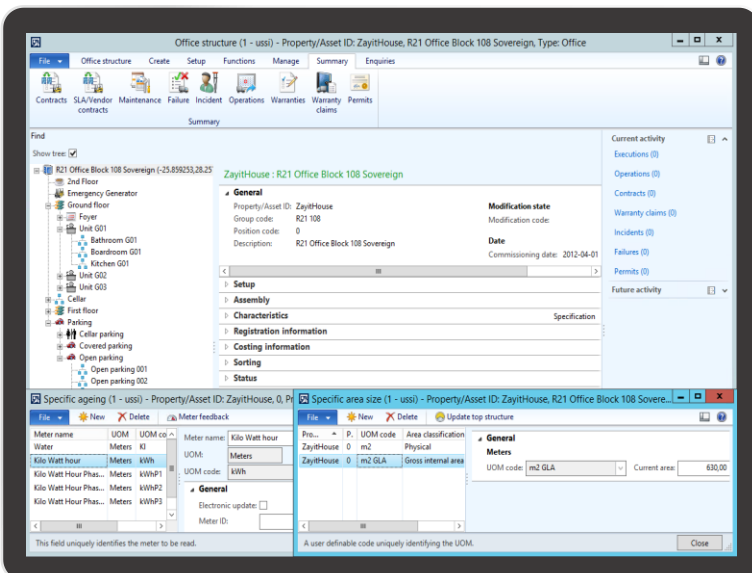 Office structure (1 - ussi) - Property/Asset ID: ZayitHouse, R21 Office Block 108 Sovereign, Type: Office
File Office structure Create Setup Functions Manage Summary Enquiries
Contracts SLA/Vendor contracts Maintenance Failure Incident Operations Warranties Warranty claims Permits
Summary
Find
Show tree:
R21 Office Block 108 Sovereign (-25.859253,28.25
2nd Floor
Emergency Generator
Ground floor
Foyer
Unit G01
Bathroom G01
Boardroom G01
Kitchen G01
Unit G02
Unit G03
Cellar
First floor
Parking
Cellar parking
Covered parking
Open parking
Open parking 001
Open parking 002
ZayitHouse : R21 Office Block 108 Sovereign
General
Property/Asset ID: ZayitHouse
Group code: R21 108
Position code: 0
Description: R21 Office Block 108 Sovereign
Modification state
Modification code:
Date
Commissioning date: 2012-04-01
Setup
Assembly
Characteristics Specification
Registration information
Costing information
Sorting
Status
Current activity
Executions (0)
Operations (0)
Contracts (0)
Warranty claims (0)
Incidents (0)
Failures (0)
Permits (0)
Future activity
Specific ageing (1 - ussi) - Property/Asset ID: ZayitHouse, 0, Pr
File New Delete Meter feedback
Meter name UOM UOM co
Water Meters Kl
Kilo Watt hour Meters kWh
Kilo Watt Hour Phas... Meters kWhP1
Kilo Watt Hour Phas... Meters kWhP2
Kilo Watt Hour Phas... Meters kWhP3
Meter name: Kilo Watt hour
UOM: Meters
UOM code: kWh
General
Electronic update:
Meter ID:
This field uniquely identifies the meter to be read.
Specific area size (1 - ussi) - Property/Asset ID: ZayitHouse, R21 Office Block 108 Sovere...
File New Delete Update top structure
Pro... P. UOM code Area classification
ZayitHouse 0 m2 Physical
ZayitHouse 0 m2 GLA Gross internal area
General
Meters
UOM code: m2 GLA Current area: 630,00
A user definable code uniquely identifying the UOM.
Close